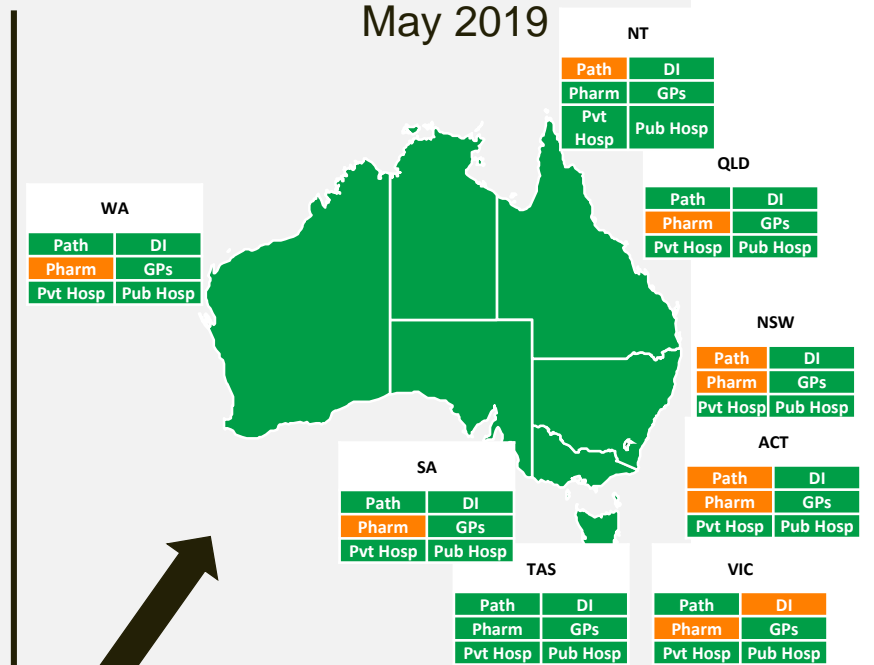 May 2019
NT
Path DI
Pharm GPs
Pvt Hosp Pub Hosp
QLD
Path DI
Pharm GPs
Pvt Hosp Pub Hosp
WA
Path DI
Pharm GPs
Pvt Hosp Pub Hosp
NSW
Path DI
Pharm GPs
Pvt Hosp Pub Hosp
ACT
Path DI
Pharm GPs
Pvt Hosp Pub Hosp
SA
Path DI
Pharm GPs
Pvt Hosp Pub Hosp
TAS
Path DI
Pharm GPs
Pvt Hosp Pub Hosp
VIC
Path DI
Pharm GPs
Pvt Hosp Pub Hosp